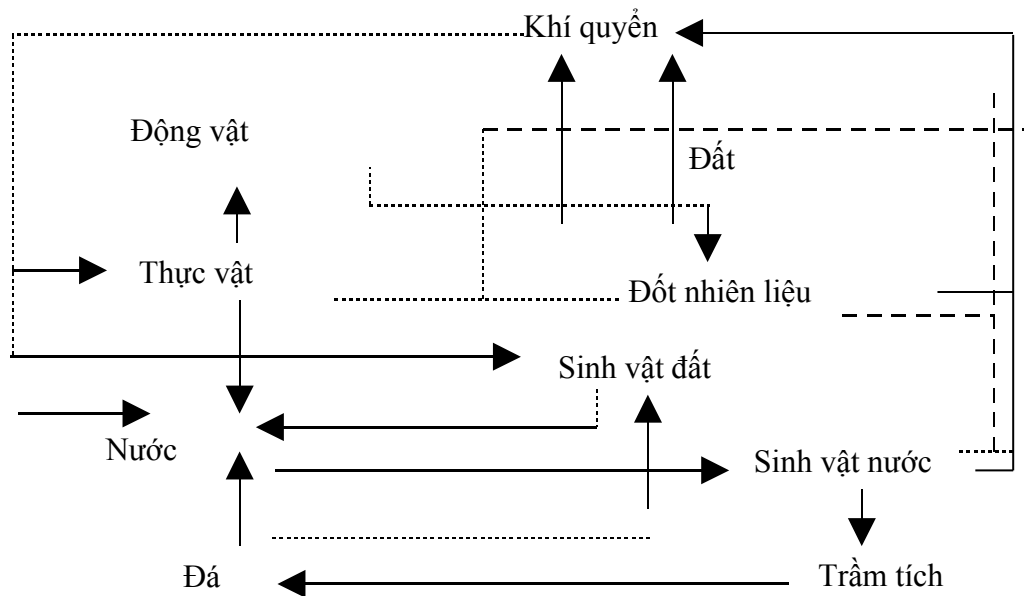 Khí quyển
Động vật
Đất
Thực vật
Đốt nhiên liệu
Sinh vật đất
Nước
Sinh vật nước
Đá
Trầm tích